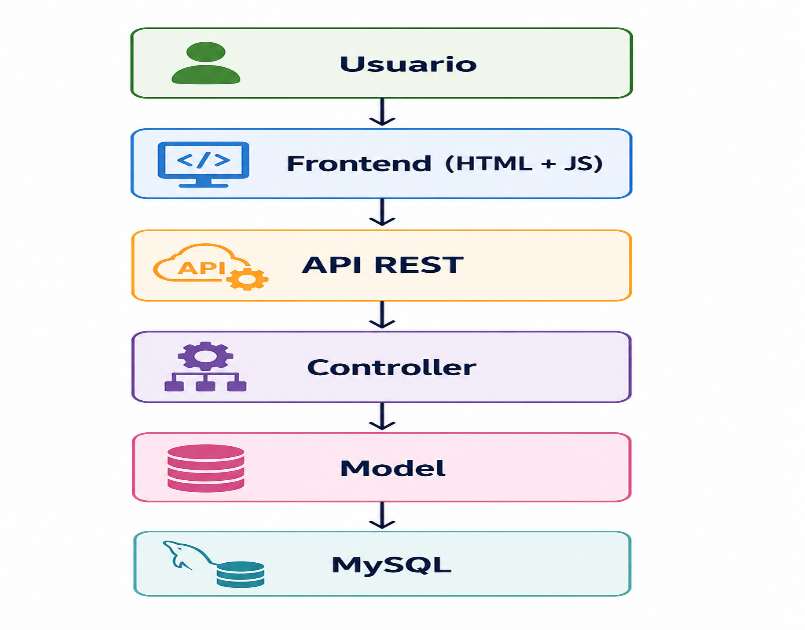 Usuario
</>
Frontend (HTML + JS)
API
API REST
Controller
Model
MySQL